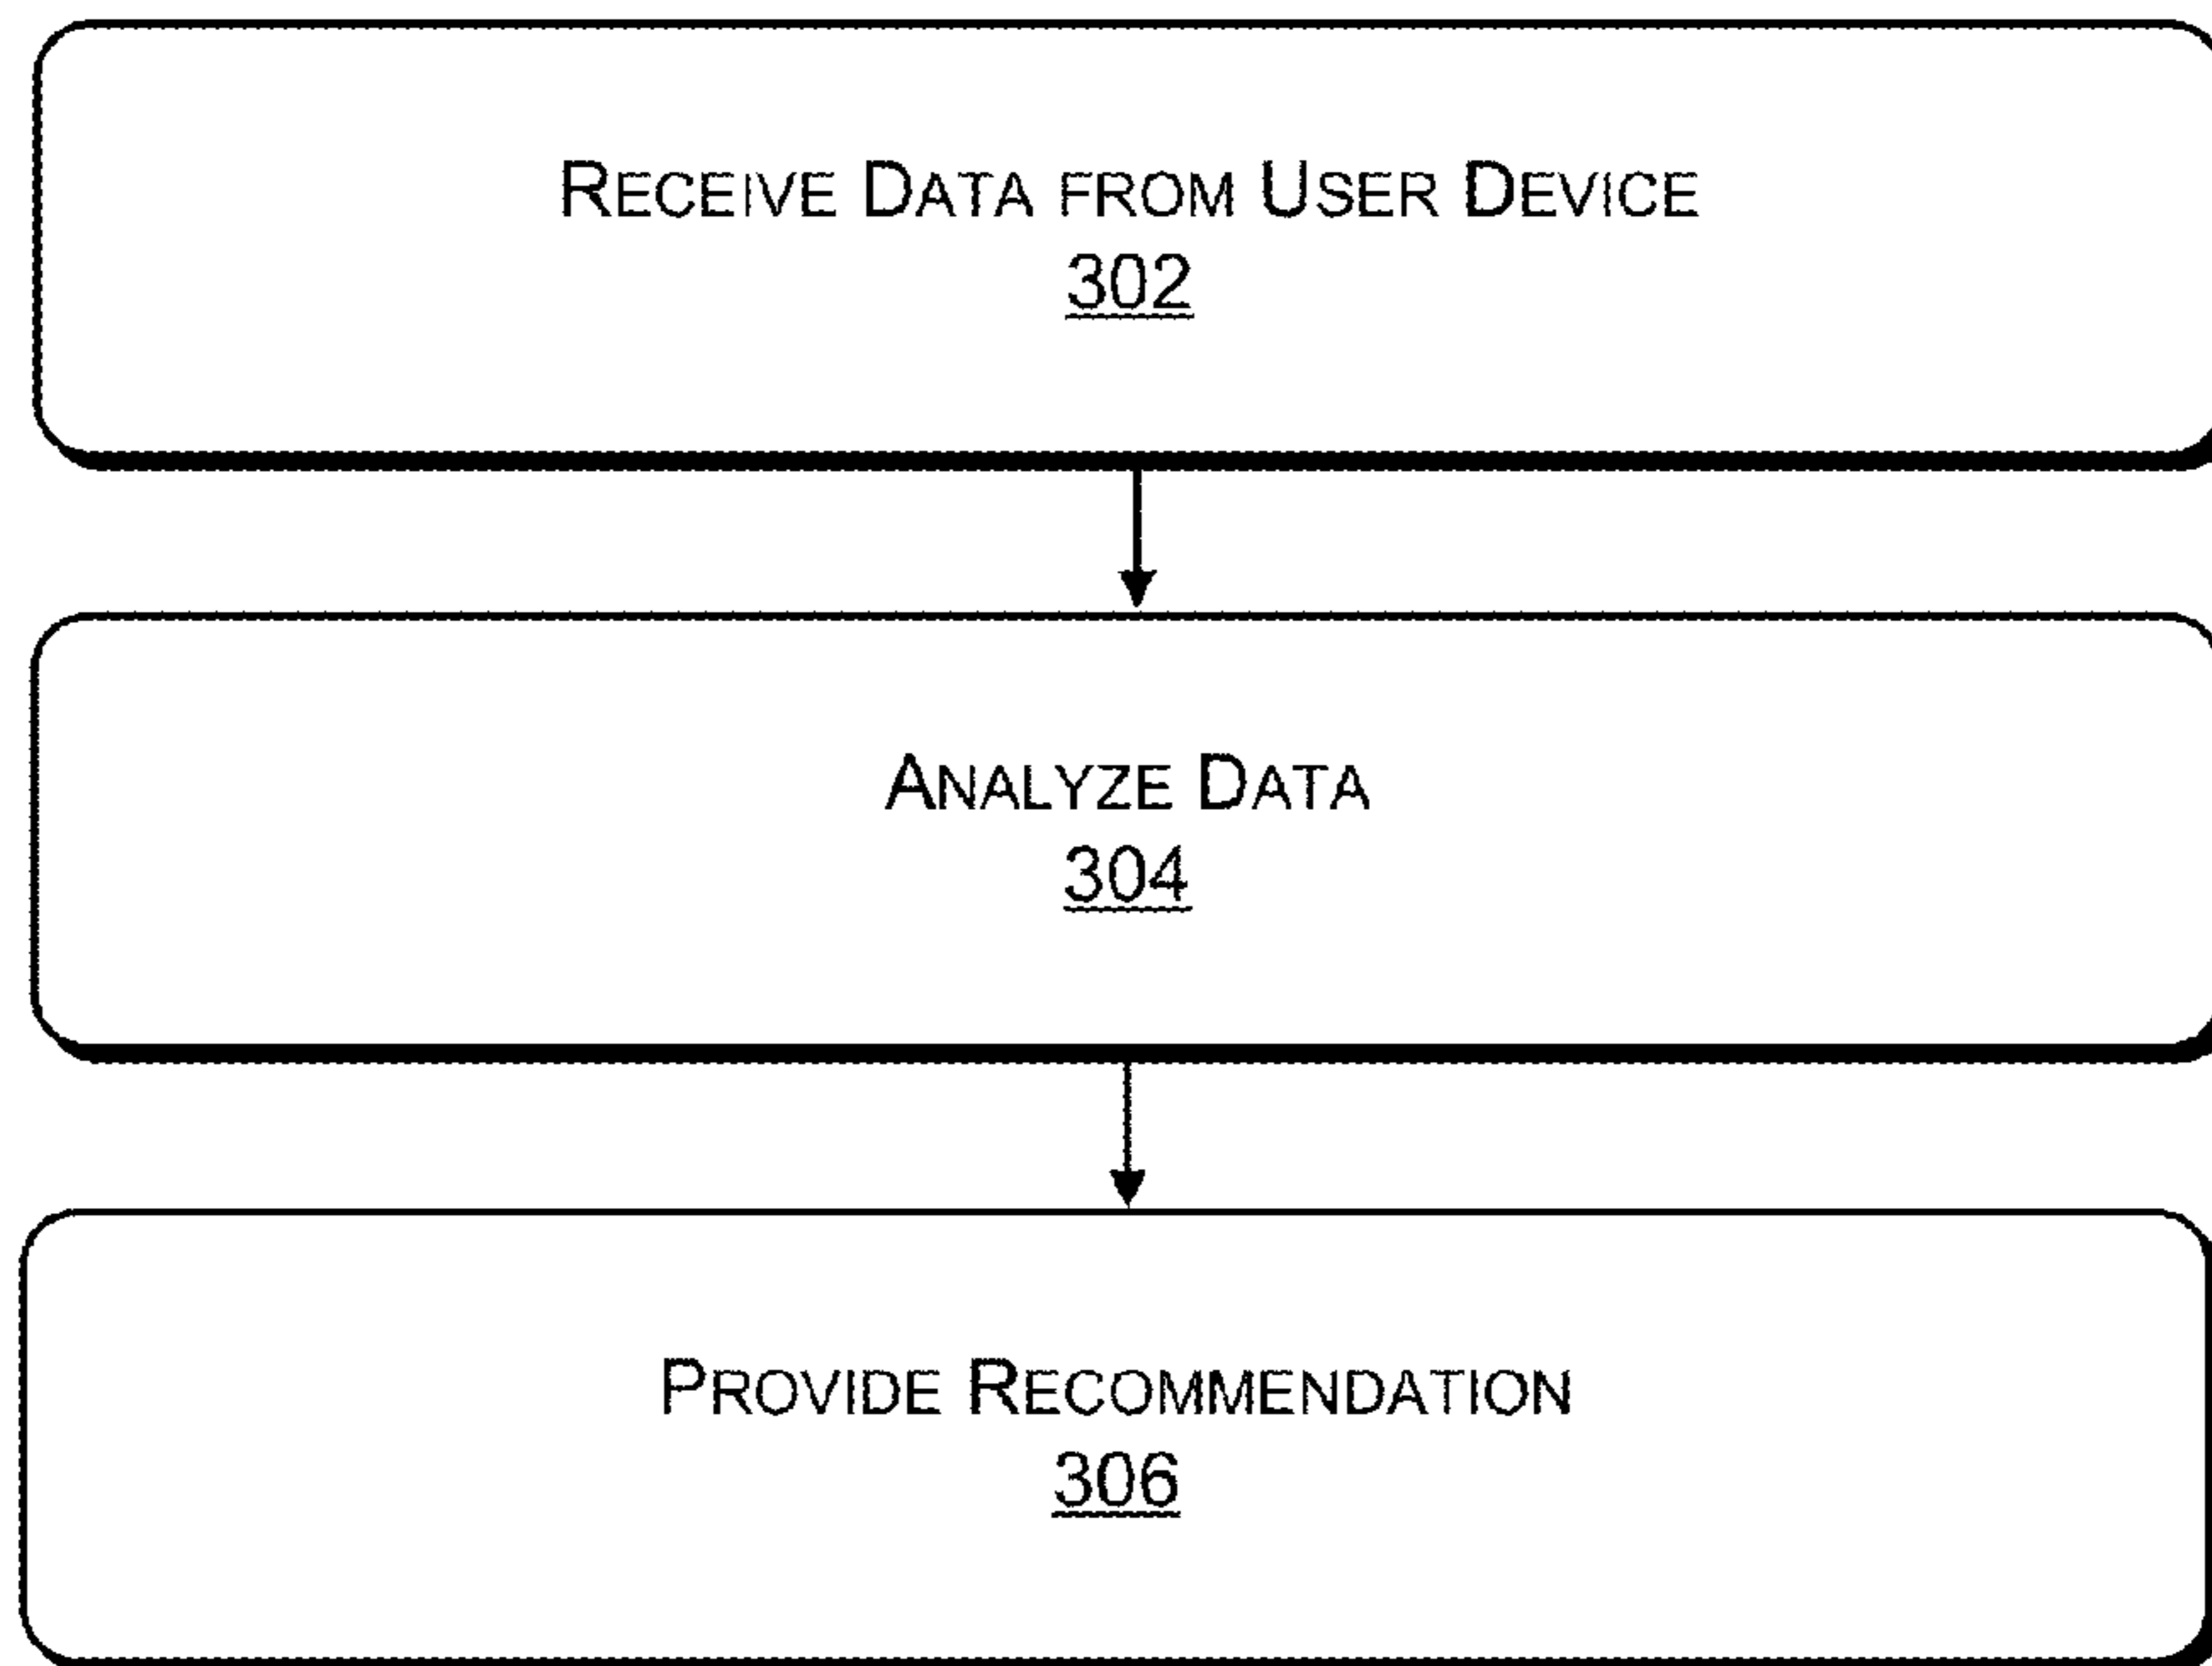 RECEIVE DATA FROM USER DEVICE
302
ANALYZE DATA
304
PROVIDE RECOMMENDATION
306